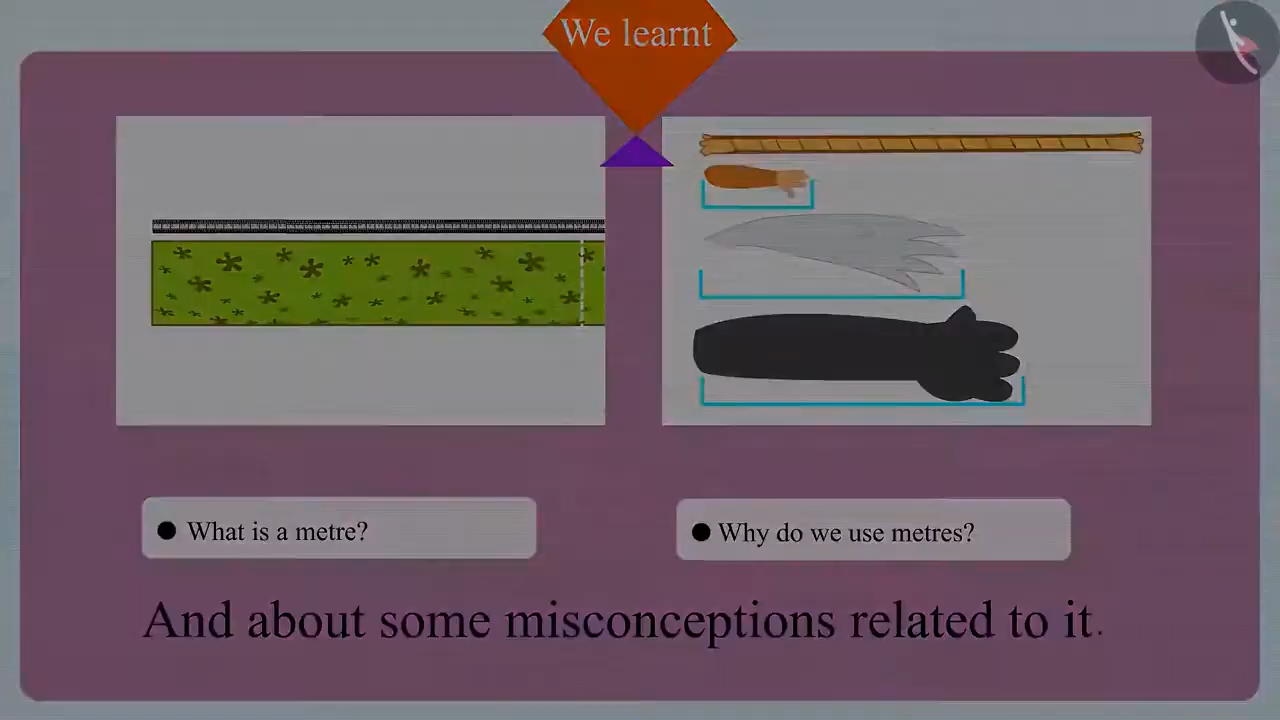 We learnt
What is a metre?
Why do we use metres?
And about some misconceptions related to it.